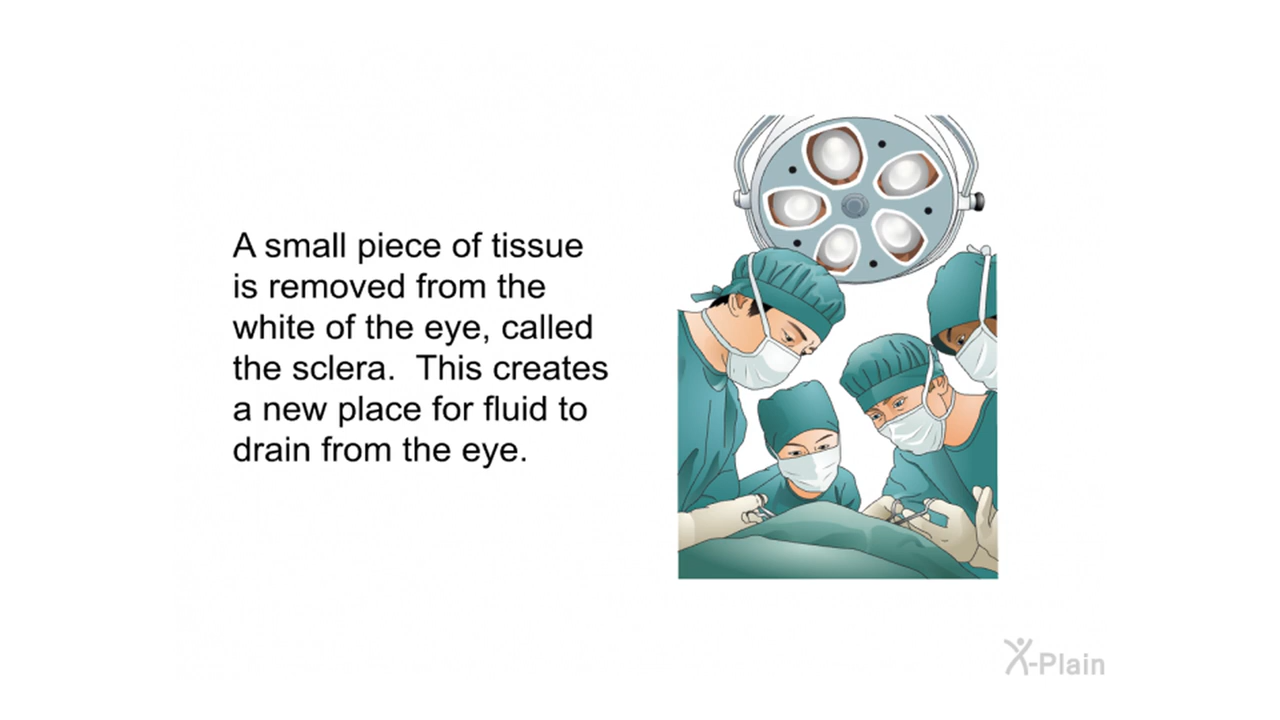 A small piece of tissue
is removed from the
white of the eye, called
the sclera.  This creates
a new place for fluid to
drain from the eye.
X-Plain